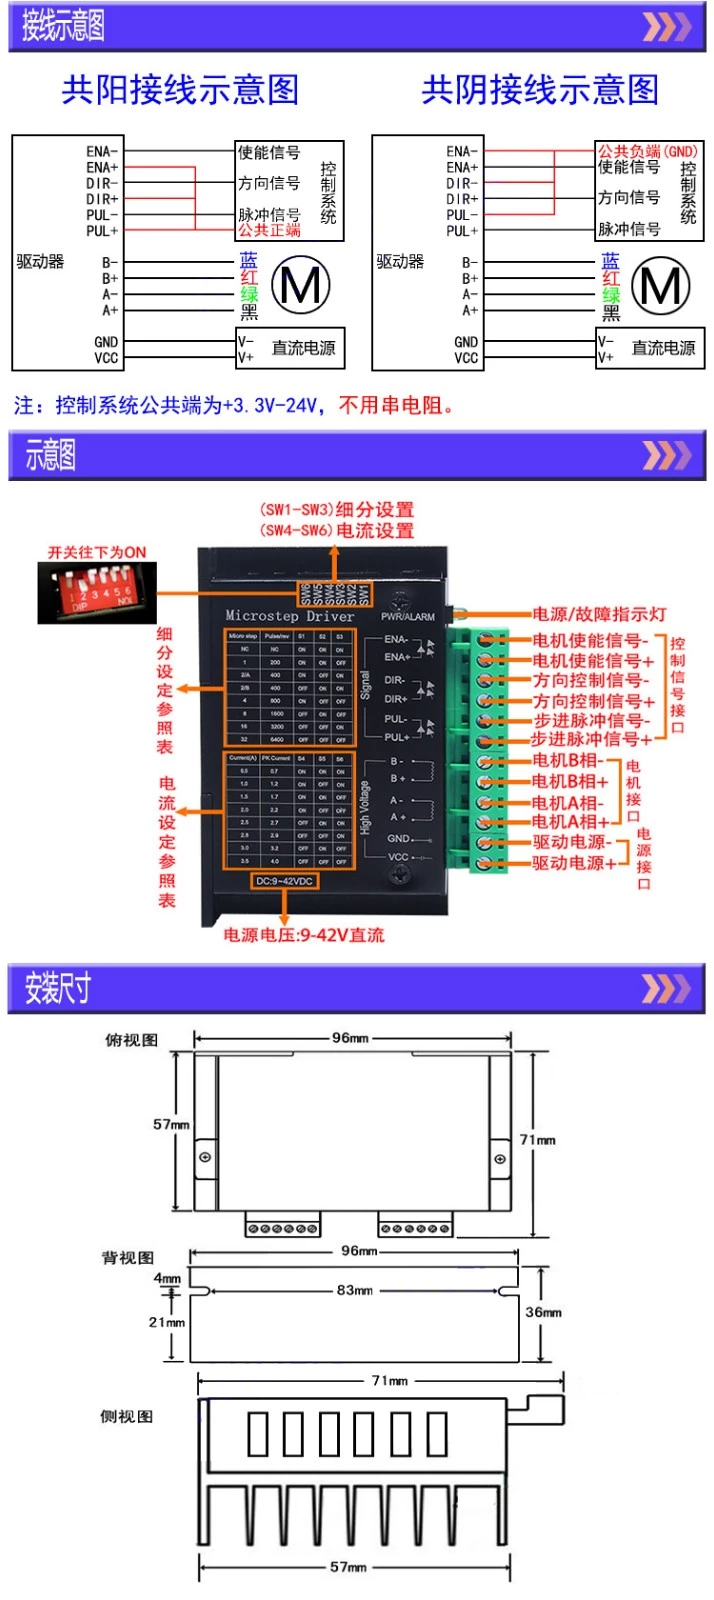 接线示意图
共阳接线示意图
ENA-
ENA+
DIR-
DIR+
PUL-
PUL+
驱动器
B-
B+
A-
A+
GND
VCC
使能信号
方向信号
脉冲信号
公共正端
控制系统
蓝
红
绿
黑
M
V-
V+
直流电源
共阴接线示意图
ENA-
ENA+
DIR-
DIR+
PUL-
PUL+
驱动器
B-
B+
A-
A+
GND
VCC
公共负端(GND)
使能信号
方向信号
脉冲信号
控制系统
蓝
红
绿
黑
M
V-
V+
直流电源
注：控制系统公共端为+3.3V-24V，不用串电阻。
示意图
(SW1-SW3)细分设置
(SW4-SW6)电流设置
开关往下为ON
1 2 3 4 5 6
DIP
SW6
SW5
SW4
SW3
SW2
SW1
Microstep Driver
PWR/ALARM
电源/故障指示灯
细分设定参照表
Micro step Pulse/rev S1 S2 S3
NC NC ON ON ON
1 200 ON ON OFF
2/A 400 ON OFF ON
2/B 400 OFF ON ON
4 800 ON OFF OFF
8 1600 OFF ON OFF
16 3200 OFF OFF ON
32 6400 OFF OFF OFF
电流设定参照表
Current(A) PK Current S4 S5 S6
0.5 0.7 ON ON ON
1.0 1.2 ON OFF ON
1.5 1.7 ON ON OFF
2.0 2.2 ON OFF OFF
2.5 2.7 OFF ON ON
2.8 2.9 OFF OFF ON
3.0 3.2 OFF ON OFF
3.5 4.0 OFF OFF OFF
DC:9~42VDC
电源电压:9-42V直流
Signal
ENA-
ENA+
DIR-
DIR+
PUL-
PUL+
High Voltage
B -
B +
A -
A +
GND
VCC
电机使能信号-
电机使能信号+
方向控制信号-
方向控制信号+
步进脉冲信号-
步进脉冲信号+
控制信号接口
电机B相-
电机B相+
电机A相-
电机A相+
电机接口
驱动电源-
驱动电源+
电源接口
安装尺寸
俯视图
96mm
57mm
71mm
背视图
96mm
4mm
83mm
21mm
36mm
71mm
侧视图
57mm